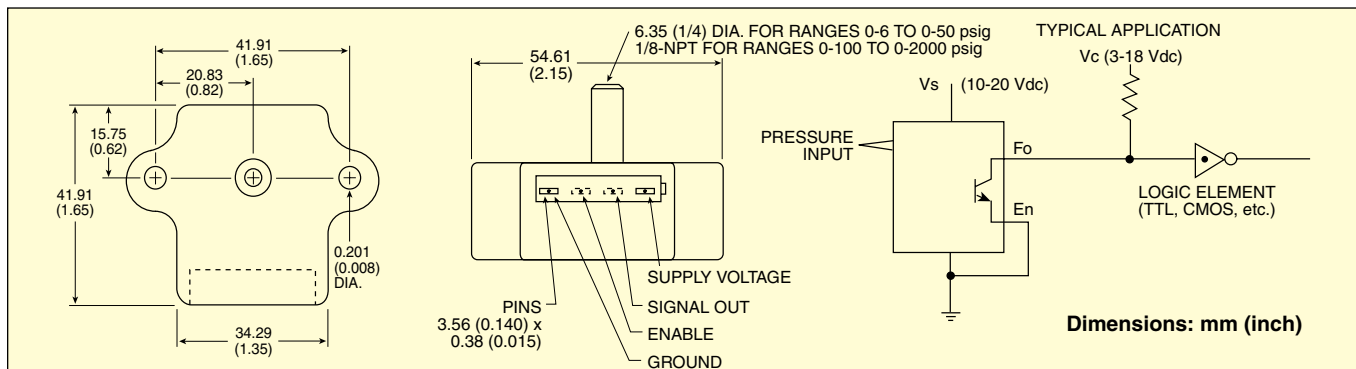 41.91
(1.65)
20.83
(0.82)
15.75
(0.62)
41.91
(1.65)
0.201
(0.008)
DIA.
34.29
(1.35)
6.35 (1/4) DIA. FOR RANGES 0-6 TO 0-50 psig
1/8-NPT FOR RANGES 0-100 TO 0-2000 psig
54.61
(2.15)
PINS
3.56 (0.140) x
0.38 (0.015)
SUPPLY VOLTAGE
SIGNAL OUT
ENABLE
GROUND
TYPICAL APPLICATION
Vc (3-18 Vdc)
Vs (10-20 Vdc)
PRESSURE
INPUT
Fo
En
LOGIC ELEMENT
(TTL, CMOS, etc.)
Dimensions: mm (inch)